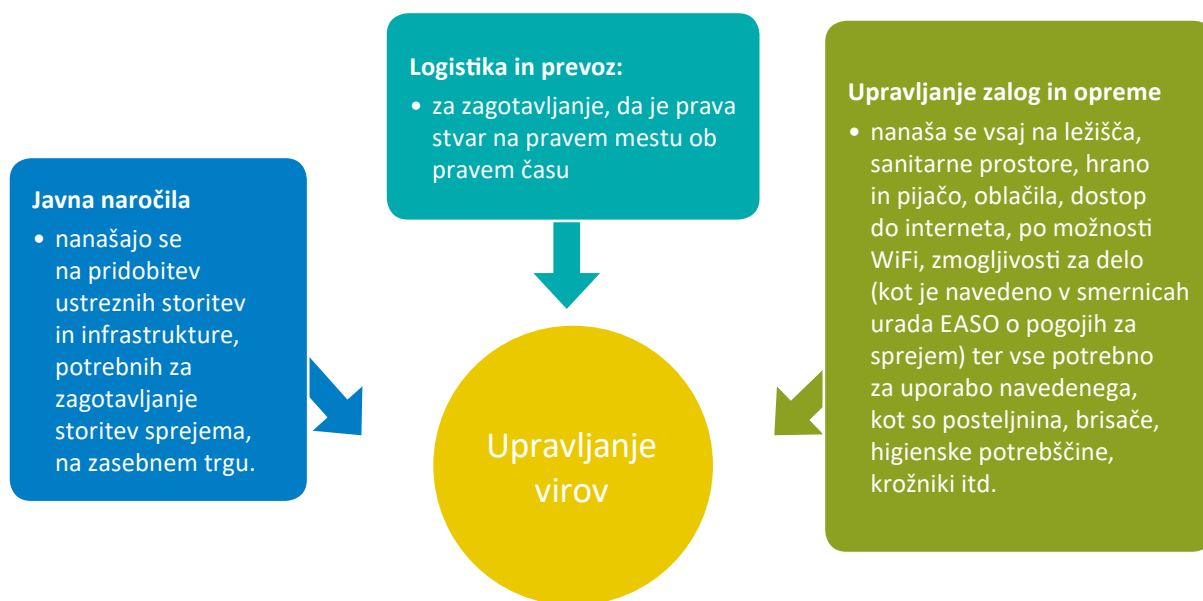 Javna naročila
• nanašajo se
na pridobitev
ustreznih storitev
in infrastrukture,
potrebnih za
zagotavljanje
storitev sprejema,
na zasebnem trgu.
Logistika in prevoz:
• za zagotavljanje, da je prava
stvar na pravem mestu ob
pravem času
Upravljanje zalog in opreme
• nanaša se vsaj na ležišča,
sanitarne prostore, hrano
in pijačo, oblačila, dostop
do interneta, po možnosti
WiFi, zmogljivosti za delo
(kot je navedeno v smernicah
urada EASO o pogojih za
sprejem) ter vse potrebno
za uporabo navedenega,
kot so posteljnina, brisače,
higienske potrebščine,
krožniki itd.
Upravljanje
virov